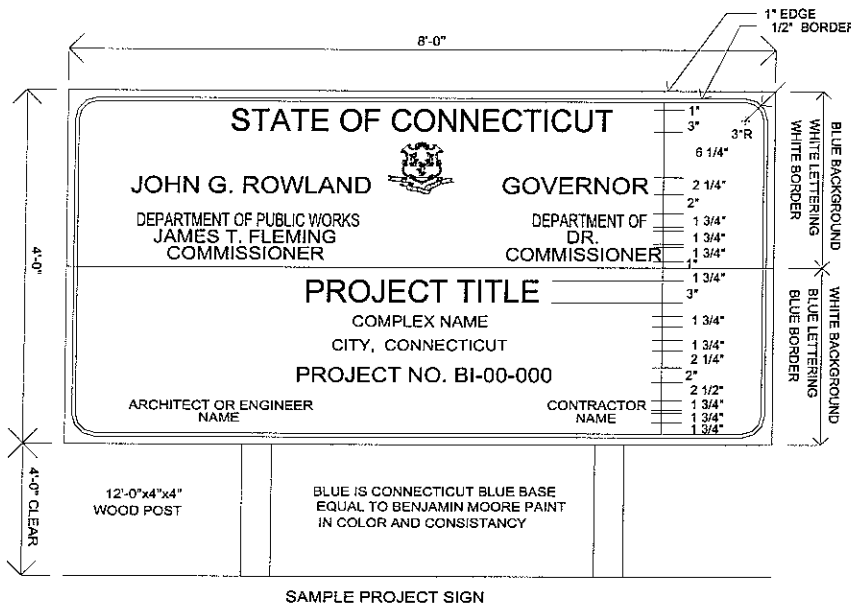 1" EDGE
1/2" BORDER
8'-0"
STATE OF CONNECTICUT
1"
3"
3"R
6 1/4"
JOHN G. ROWLAND GOVERNOR
2 1/4"
2"
DEPARTMENT OF PUBLIC WORKS DEPARTMENT OF
1 3/4"
JAMES T. FLEMING DR.
1 3/4"
COMMISSIONER COMMISSIONER
1 3/4"
1"
BLUE BACKGROUND
WHITE LETTERING
WHITE BORDER
4'-0"
1 3/4"
PROJECT TITLE
3"
COMPLEX NAME
1 3/4"
CITY, CONNECTICUT
1 3/4"
2 1/4"
PROJECT NO. BI-00-000
2"
2 1/2"
ARCHITECT OR ENGINEER CONTRACTOR
1 3/4"
NAME NAME
1 3/4"
1 3/4"
WHITE BACKGROUND
BLUE LETTERING
BLUE BORDER
4'-0" CLEAR
12'-0"x4"x4"
WOOD POST
BLUE IS CONNECTICUT BLUE BASE
EQUAL TO BENJAMIN MOORE PAINT
IN COLOR AND CONSISTANCY
SAMPLE PROJECT SIGN